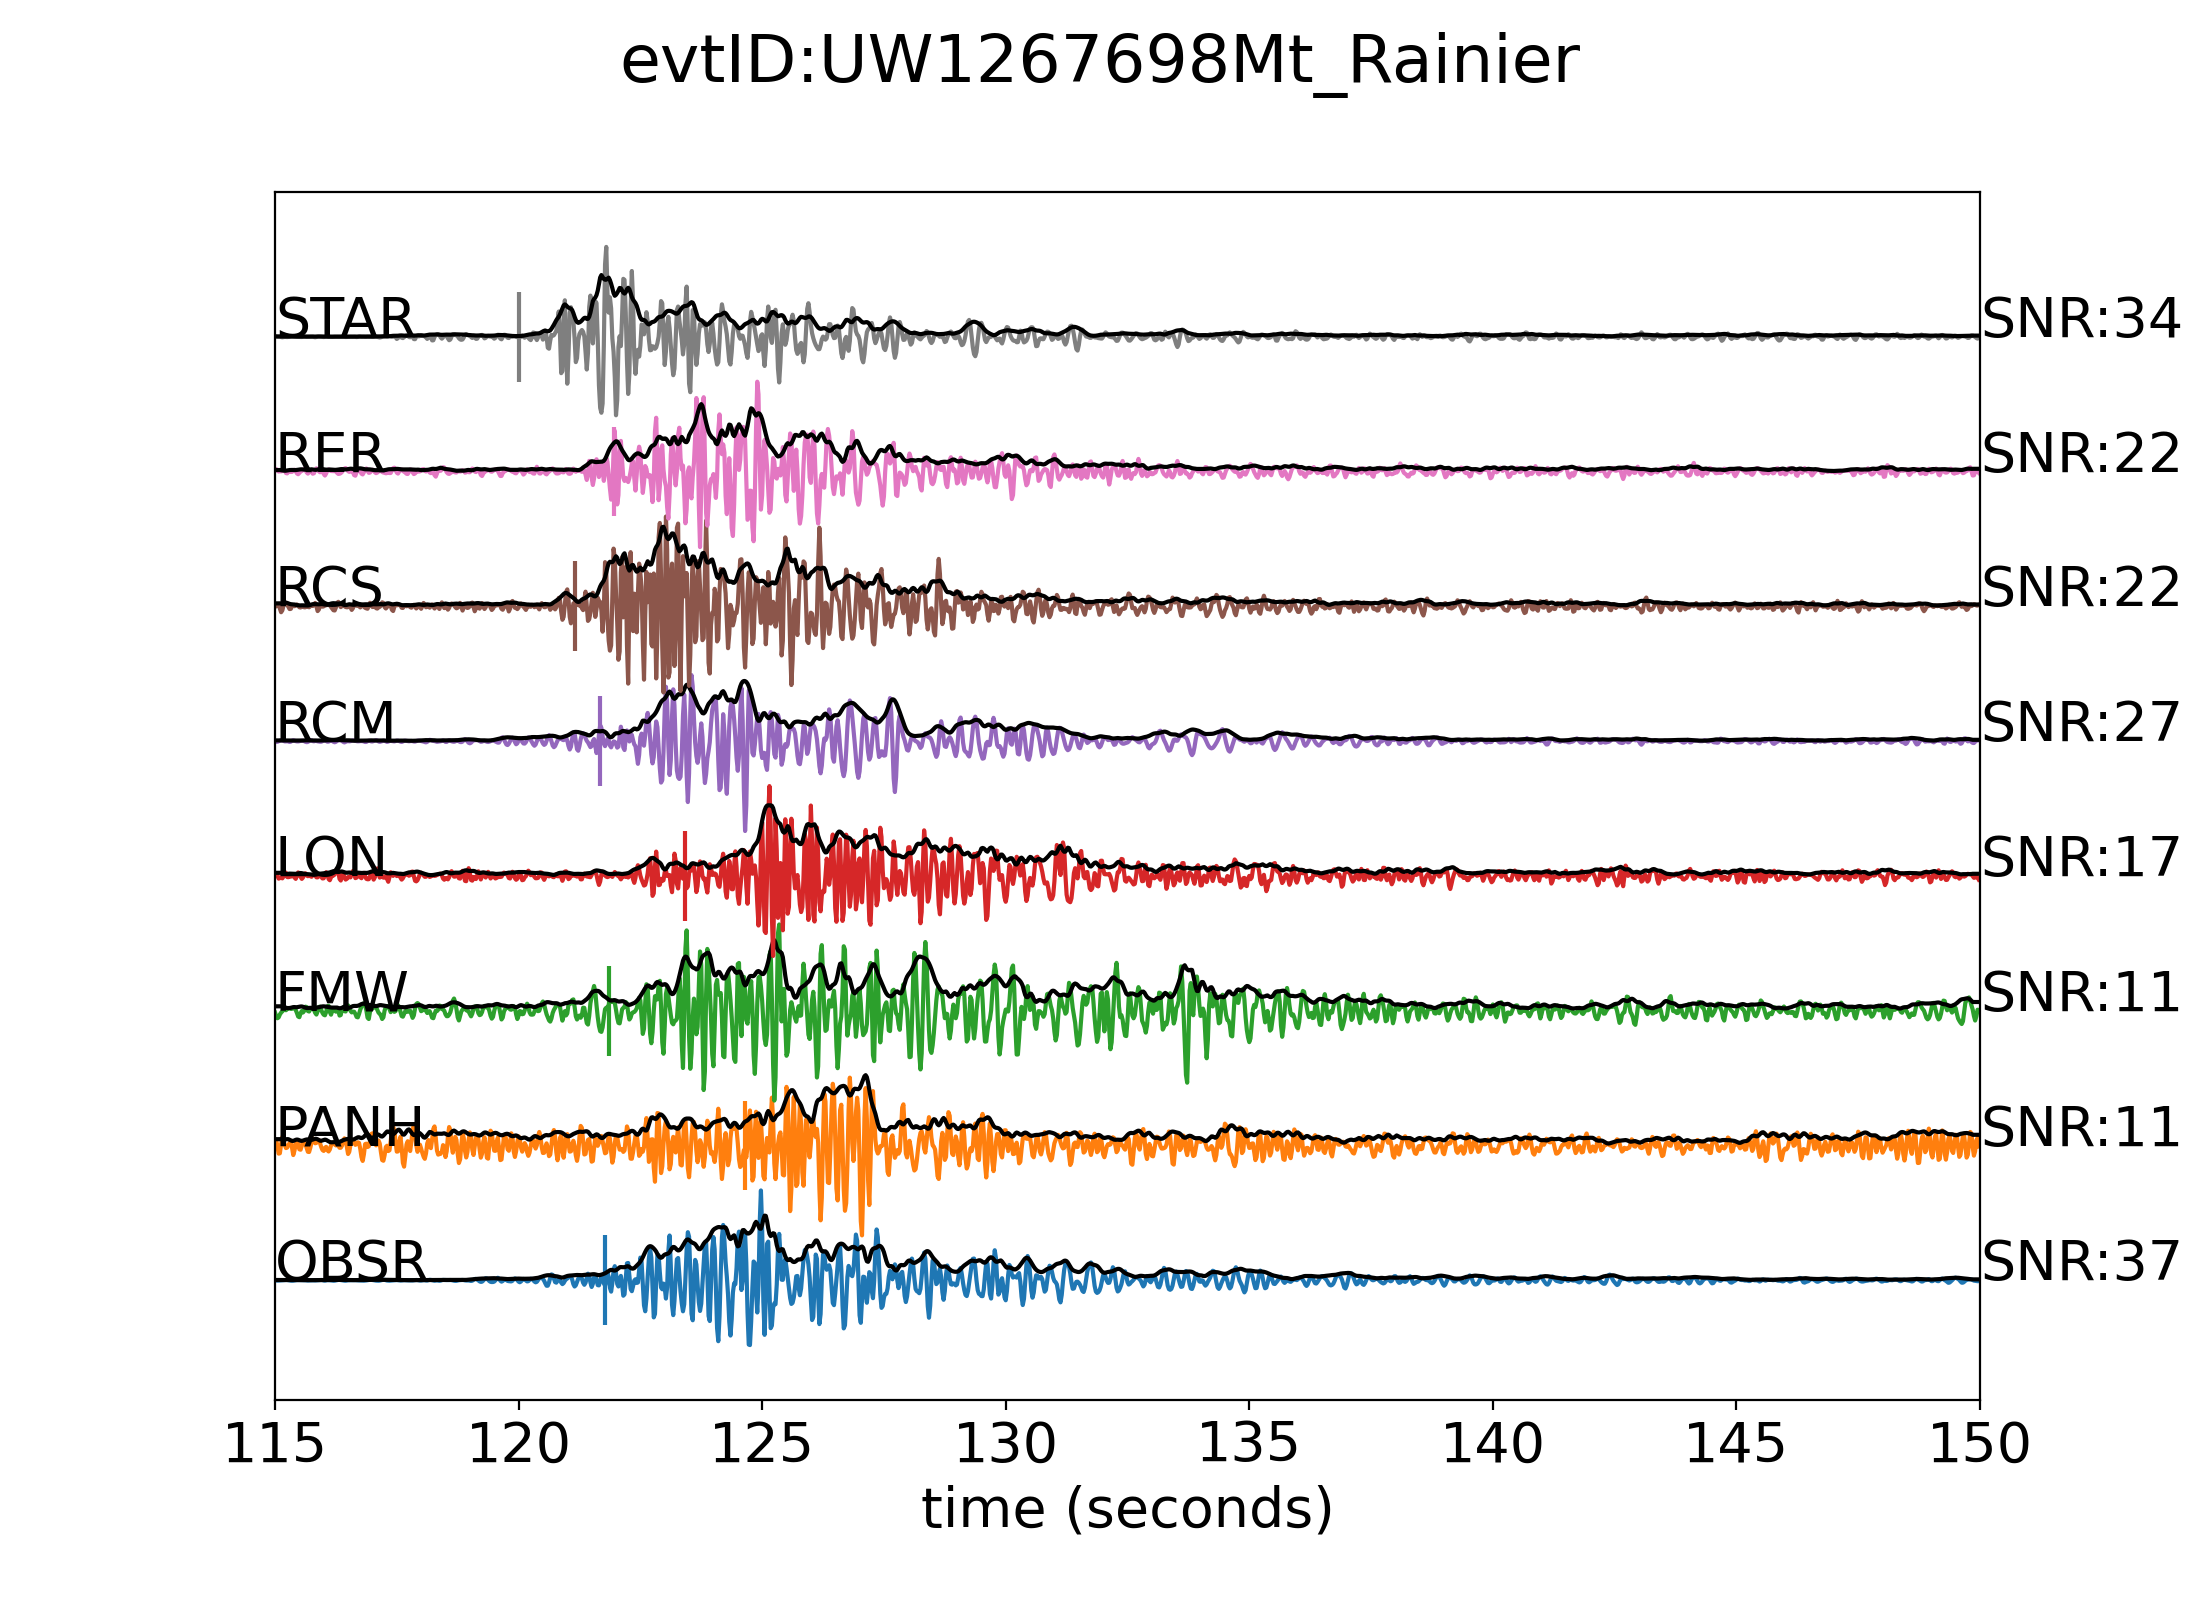 evtID:UW1267698Mt_Rainier
STAR SNR:34
RER SNR:22
RCS SNR:22
RCM SNR:27
LON SNR:17
FMW SNR:11
PANH SNR:11
OBSR SNR:37
115 120 125 130 135 140 145 150
time (seconds)